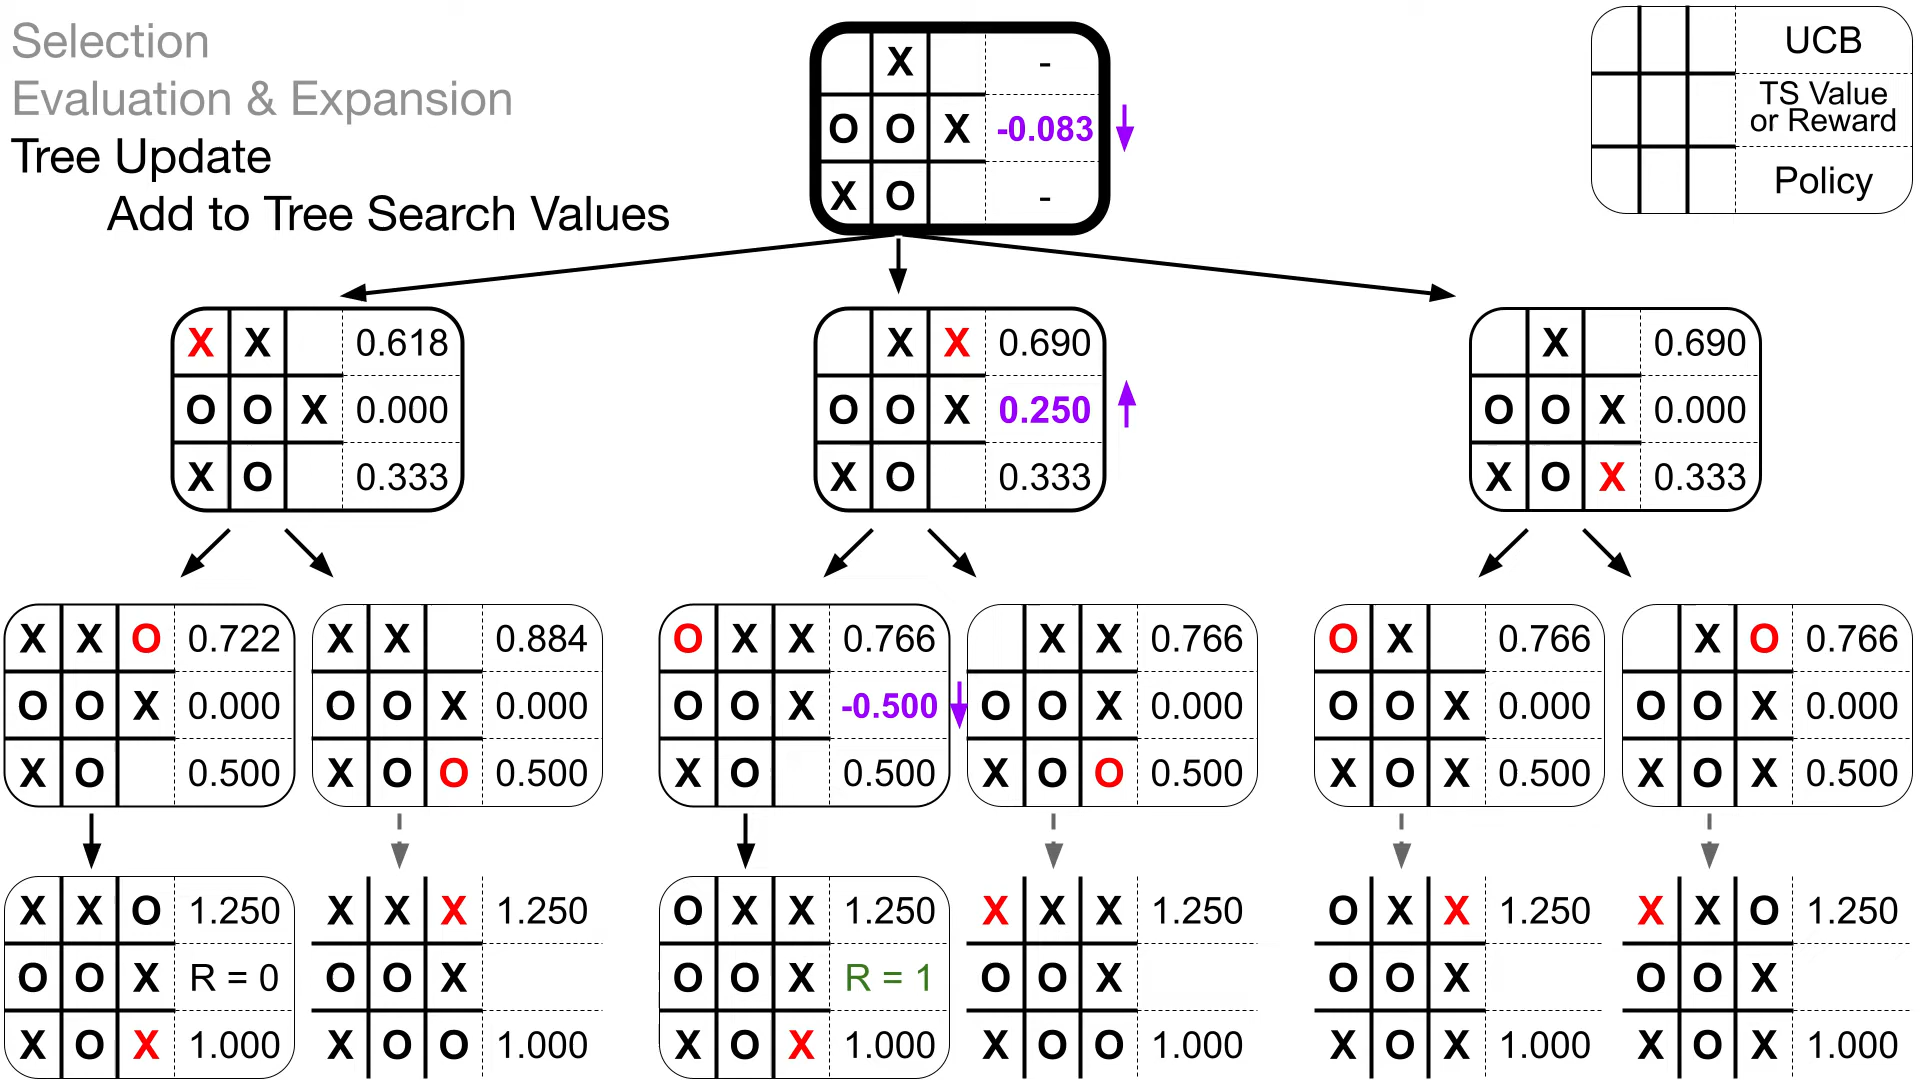 Selection
Evaluation & Expansion
Tree Update
Add to Tree Search Values
X -
O O X -0.083
X O -
UCB
TS Value
or Reward
Policy
X X 0.618
O O X 0.000
X O 0.333
X X 0.690
O O X 0.250
X O 0.333
X 0.690
O O X 0.000
X O X 0.333
X X O 0.722
O O X 0.000
X O 0.500
X X 0.884
O O X 0.000
X O O 0.500
O X X 0.766
O O X -0.500
X O 0.500
X X 0.766
O O X 0.000
X O O 0.500
O X 0.766
O O X 0.000
X O X 0.500
X O 0.766
O O X 0.000
X O X 0.500
X X O 1.250
O O X R = 0
X O X 1.000
X X X 1.250
O O X
X O O 1.000
O X X 1.250
O O X R = 1
X O X 1.000
X X X 1.250
O O X
X O O 1.000
O X X 1.250
O O X
X O X 1.000
X X O 1.250
O O X
X O X 1.000